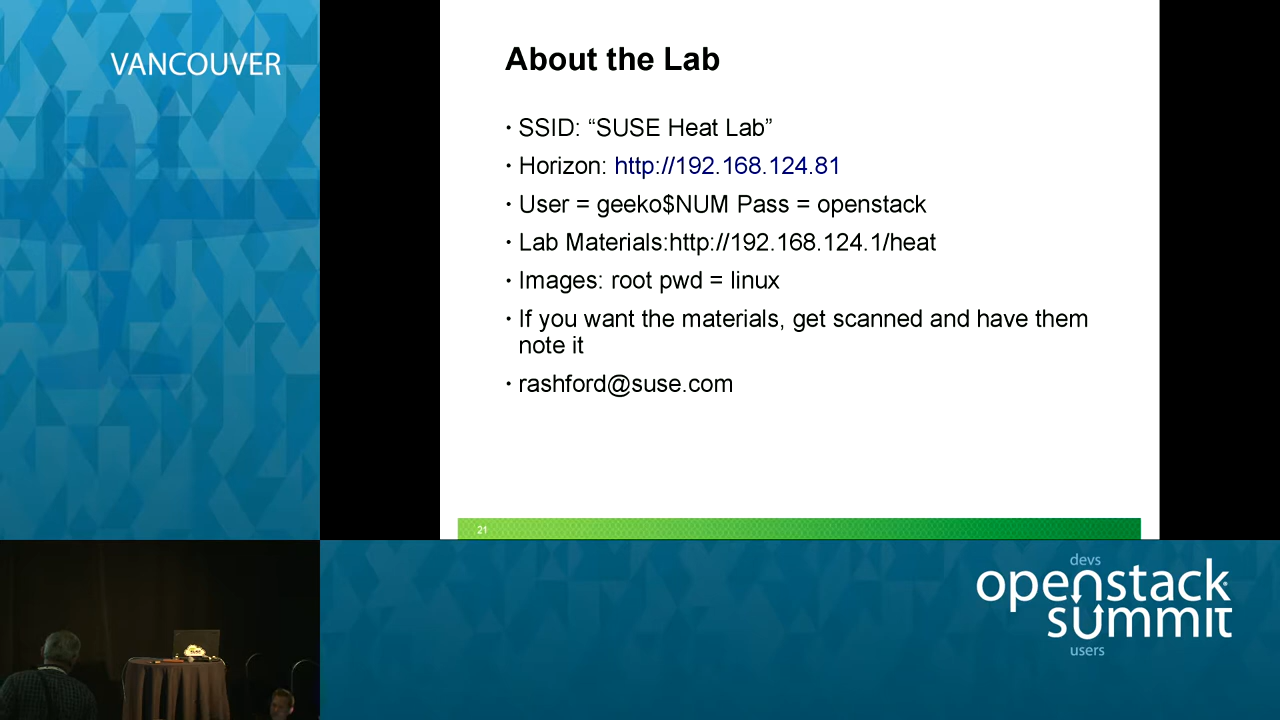 VANCOUVER
About the Lab
• SSID: “SUSE Heat Lab”
• Horizon: http://192.168.124.81
• User = geeko$NUM Pass = openstack
• Lab Materials:http://192.168.124.1/heat
• Images: root pwd = linux
• If you want the materials, get scanned and have them
note it
• rashford@suse.com
21
devs
openstack
summit
users